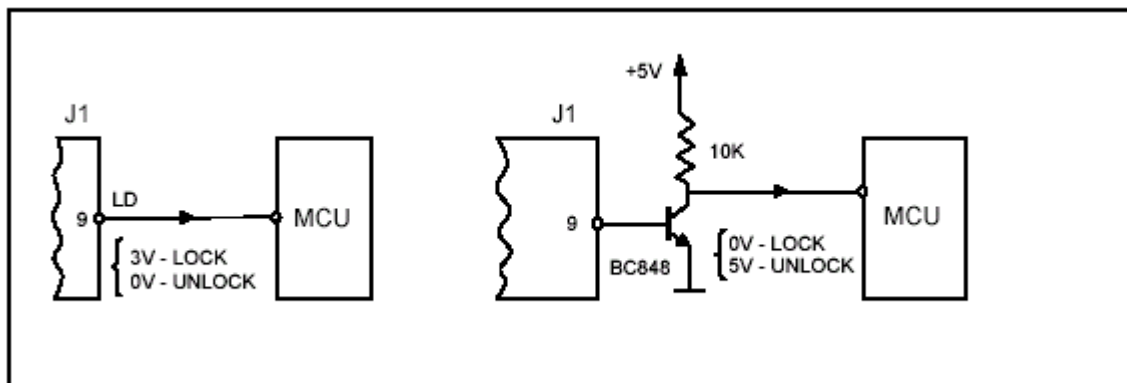 J1
9
LD
3V - LOCK
0V - UNLOCK
MCU
+5V
J1
10K
9
BC848
0V - LOCK
5V - UNLOCK
MCU